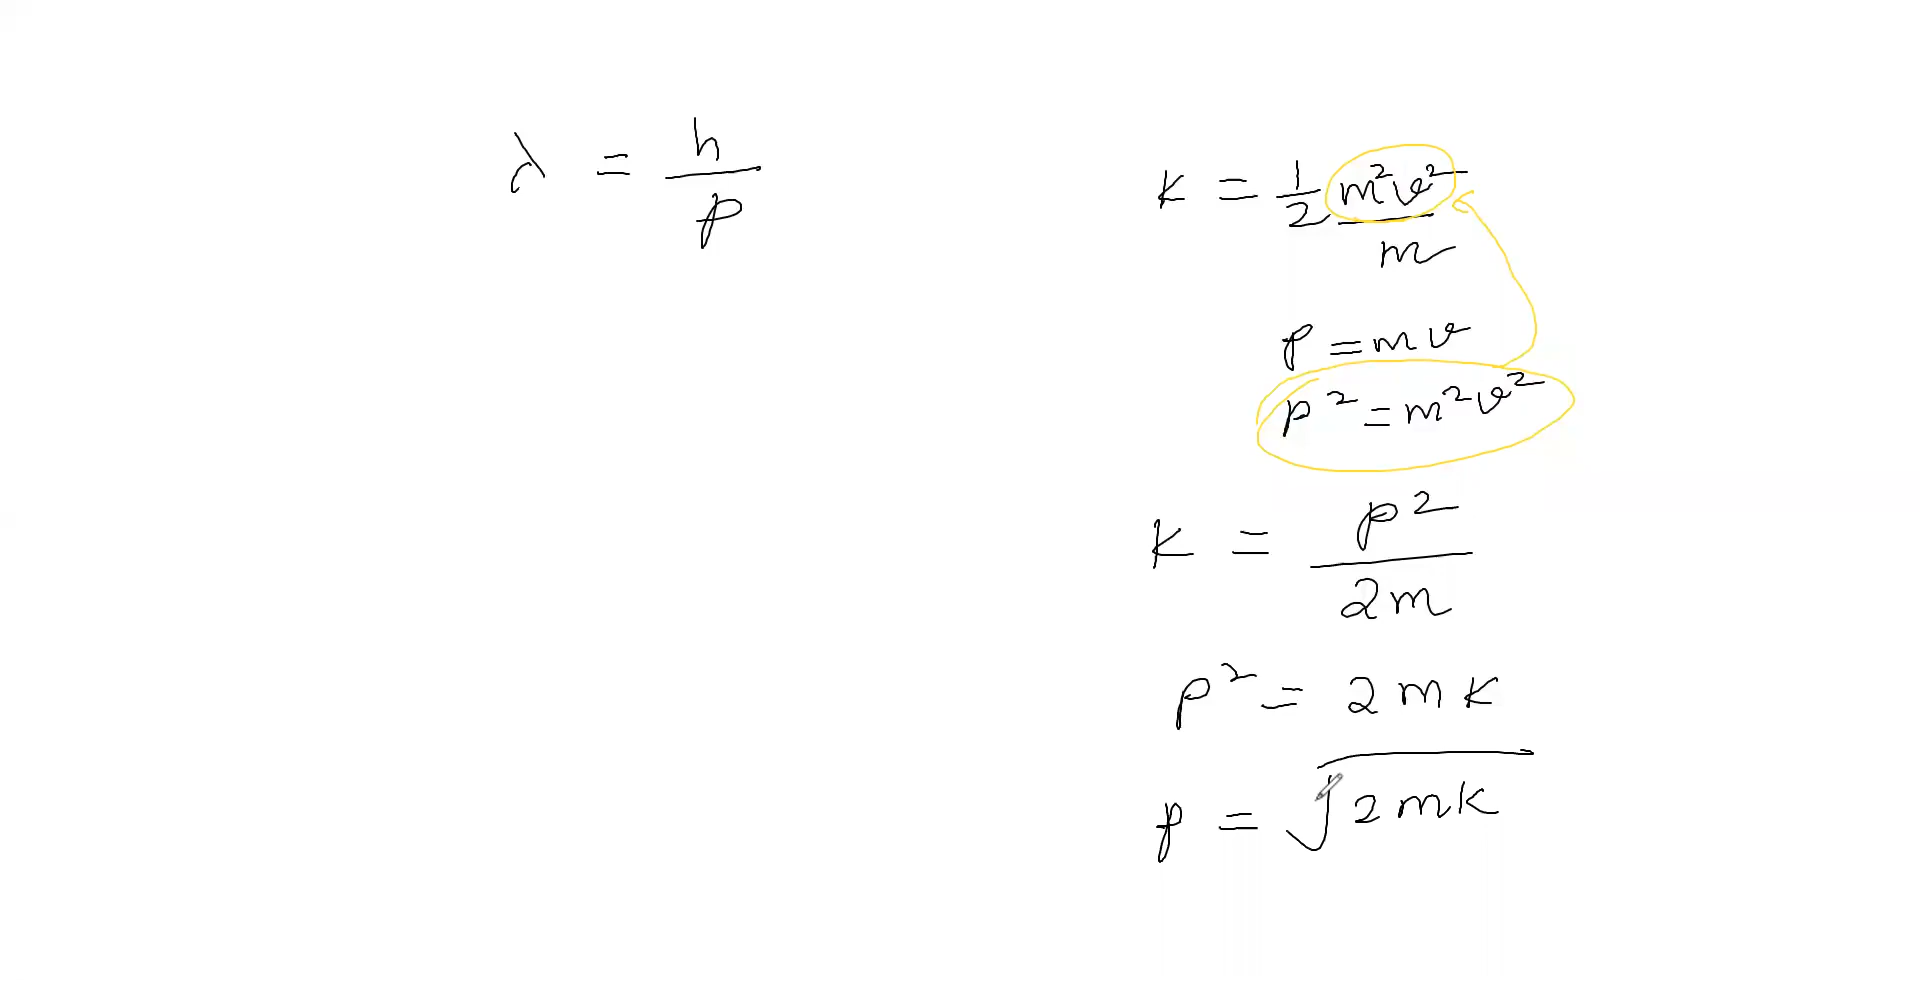 λ = h/p
K = 1/2 m²v²/m
p = mv
p² = m²v²
K = p²/2m
p² = 2mK
p = √2mK